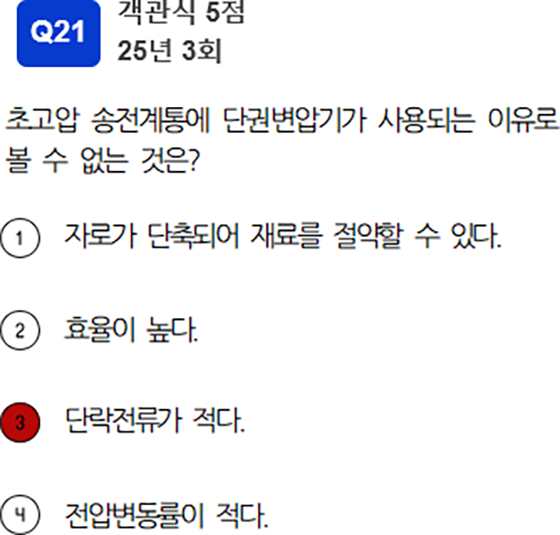 Q21
객관식 5점
25년 3회
초고압 송전계통에 단권변압기가 사용되는 이유로
볼 수 없는 것은?
1 자로가 단축되어 재료를 절약할 수 있다.
2 효율이 높다.
3 단락전류가 적다.
4 전압변동률이 적다.